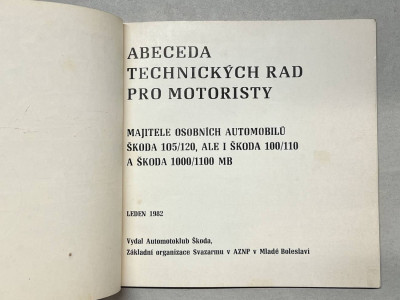 ABECEDA
TECHNICKÝCH RAD
PRO MOTORISTY
MAJITELE OSOBNÍCH AUTOMOBILŮ
ŠKODA 105/120, ALE I ŠKODA 100/110
A ŠKODA 1000/1100 MB
LEDEN 1982
Vydal Automotoklub Škoda,
Základní organizace Svazarmu v AZNP v Mladé Boleslavi